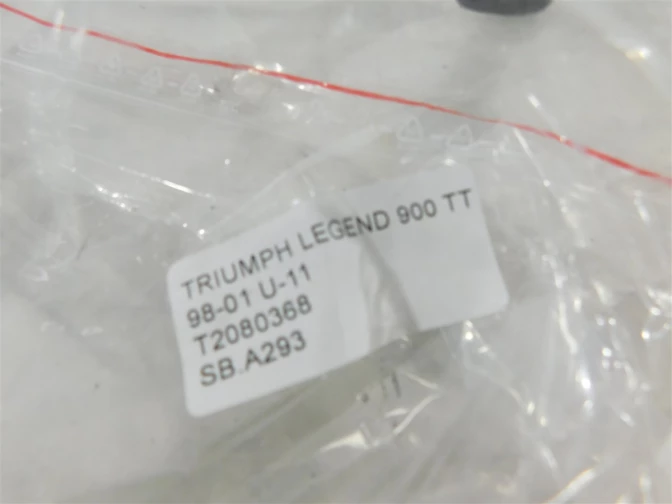 TRIUMPH LEGEND 900 TT
98-01 U-11
T2080368
SB.A293